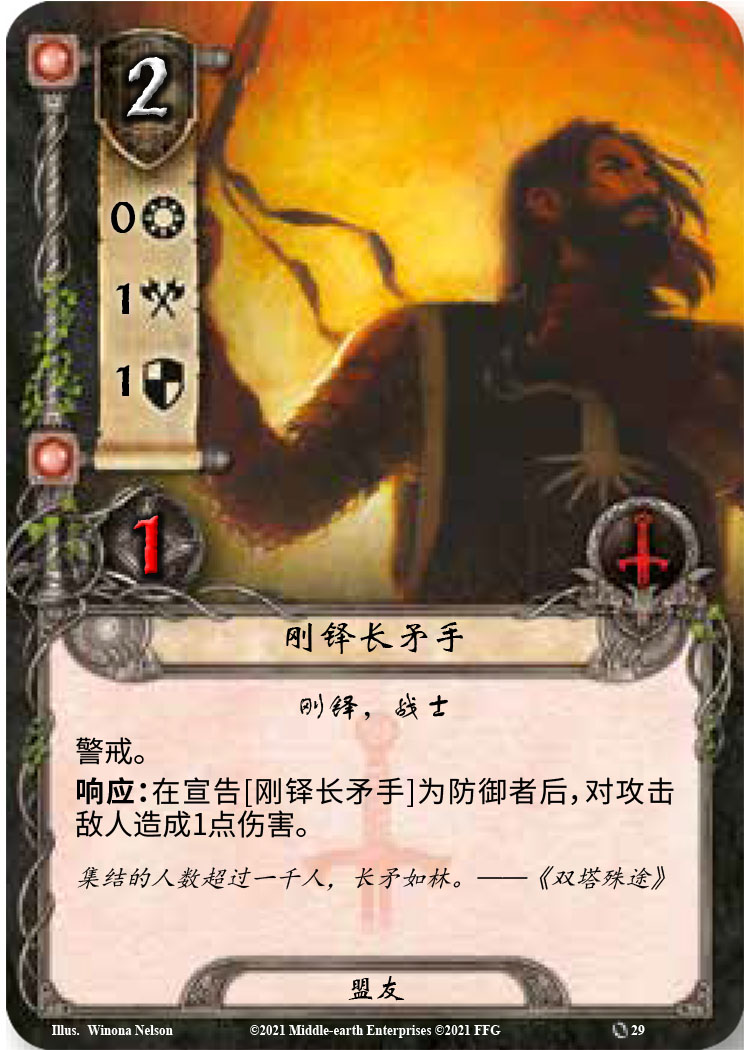 2
0
1
1
1
刚铎长矛手
刚铎，战士
警戒。
响应：在宣告[刚铎长矛手]为防御者后，对攻击
敌人造成1点伤害。
集结的人数超过一千人，长矛如林。——《双塔殊途》
盟友
Illus. Winona Nelson ©2021 Middle-earth Enterprises ©2021 FFG 29